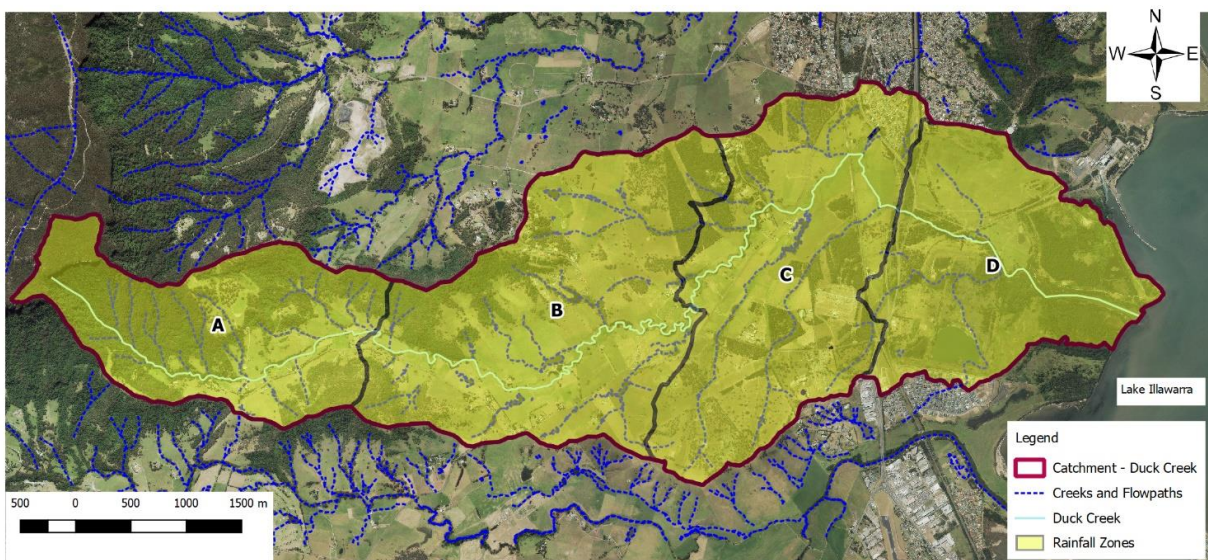 N
W E
S
A
B
C
D
Lake Illawarra
Legend
Catchment - Duck Creek
Creeks and Flowpaths
Duck Creek
Rainfall Zones
500 0 500 1000 1500 m